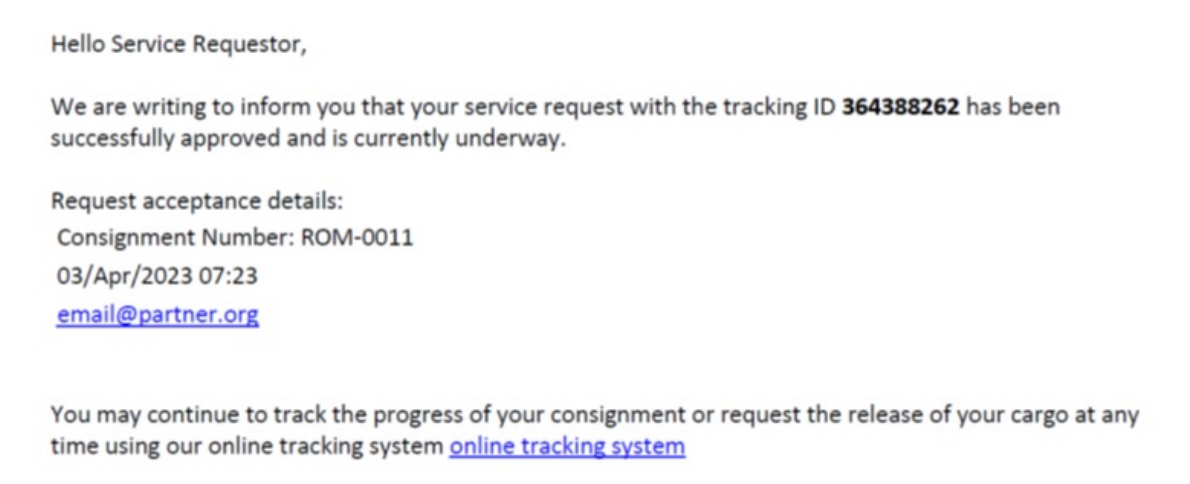 Hello Service Requestor,
We are writing to inform you that your service request with the tracking ID 364388262 has been
successfully approved and is currently underway.
Request acceptance details:
Consignment Number: ROM-0011
03/Apr/2023 07:23
email@partner.org
You may continue to track the progress of your consignment or request the release of your cargo at any
time using our online tracking system online tracking system